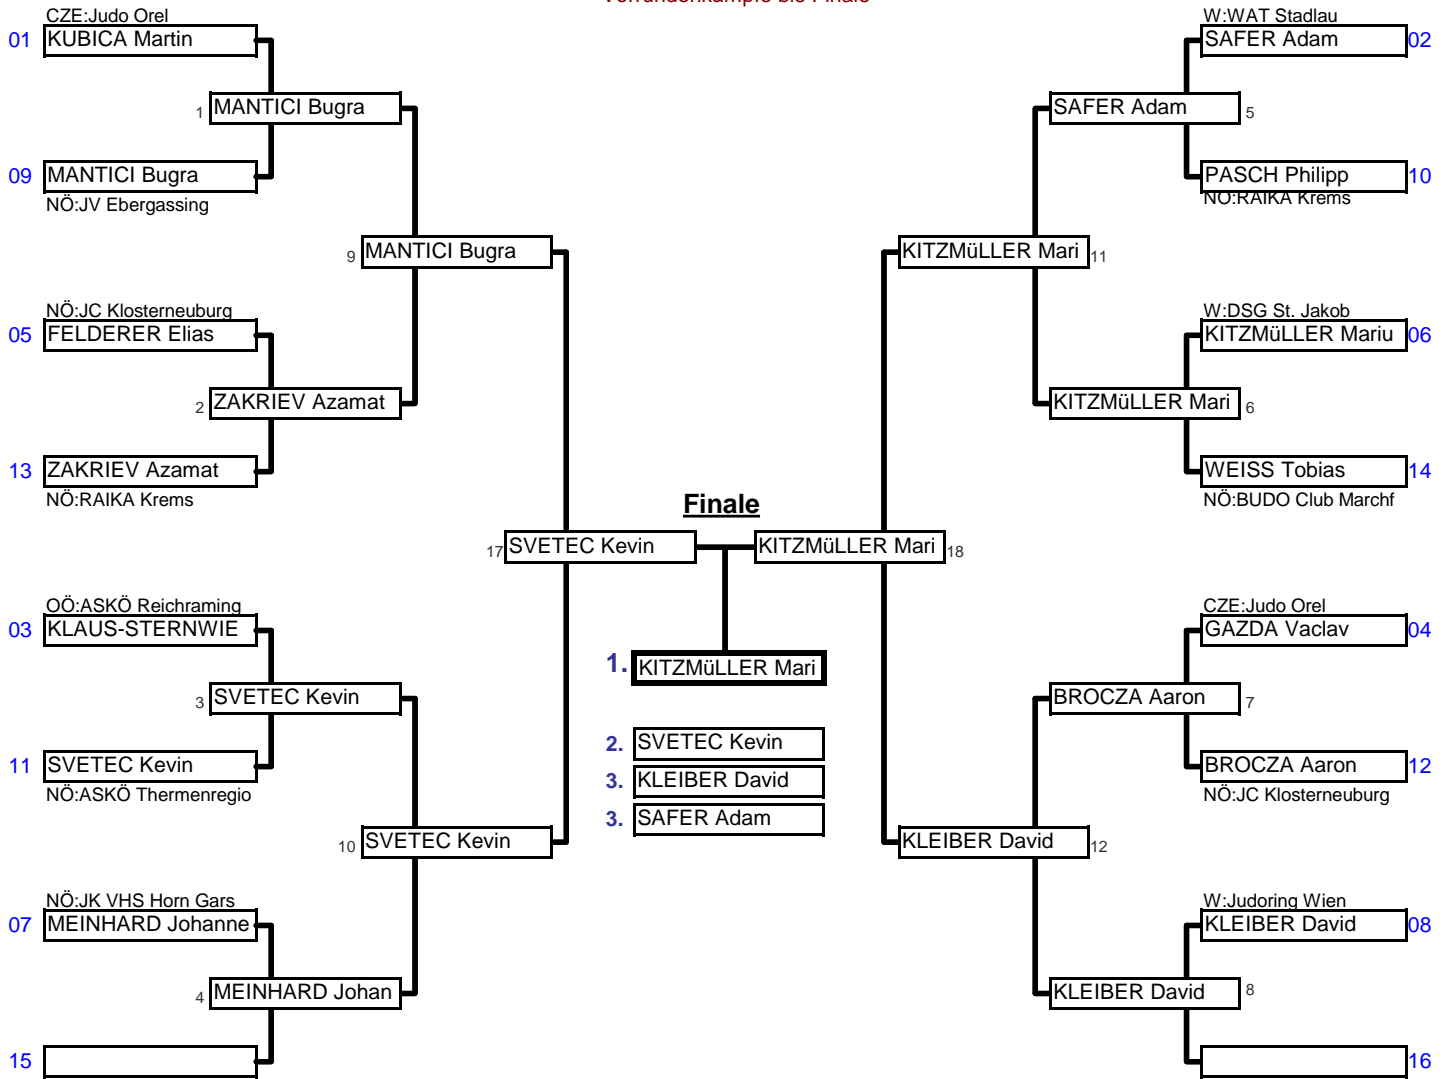 Vorrundenkämpfe bis Finale
CZE:Judo Orel
01 KUBICA Martin
1 MANTICI Bugra
09 MANTICI Bugra
NÖ:JV Ebergassing
9 MANTICI Bugra
NÖ:JC Klosterneuburg
05 FELDERER Elias
2 ZAKRIEV Azamat
13 ZAKRIEV Azamat
NÖ:RAIKA Krems
17 SVETEC Kevin
OÖ:ASKÖ Reichraming
03 KLAUS-STERNWIE
3 SVETEC Kevin
11 SVETEC Kevin
NÖ:ASKÖ Thermenregio
10 SVETEC Kevin
NÖ:JK VHS Horn Gars
07 MEINHARD Johanne
4 MEINHARD Johan
15
Finale
1. KITZMüLLER Mari
2. SVETEC Kevin
3. KLEIBER David
3. SAFER Adam
W:WAT Stadlau
SAFER Adam 02
SAFER Adam 5
PASCH Philipp 10
NÖ:RAIKA Krems
KITZMüLLER Mari 11
W:DSG St. Jakob
KITZMüLLER Mariu 06
KITZMüLLER Mari 6
WEISS Tobias 14
NÖ:BUDO Club Marchf
KITZMüLLER Mari 18
CZE:Judo Orel
GAZDA Vaclav 04
BROCZA Aaron 7
BROCZA Aaron 12
NÖ:JC Klosterneuburg
KLEIBER David 12
W:Judoring Wien
KLEIBER David 08
KLEIBER David 8
16